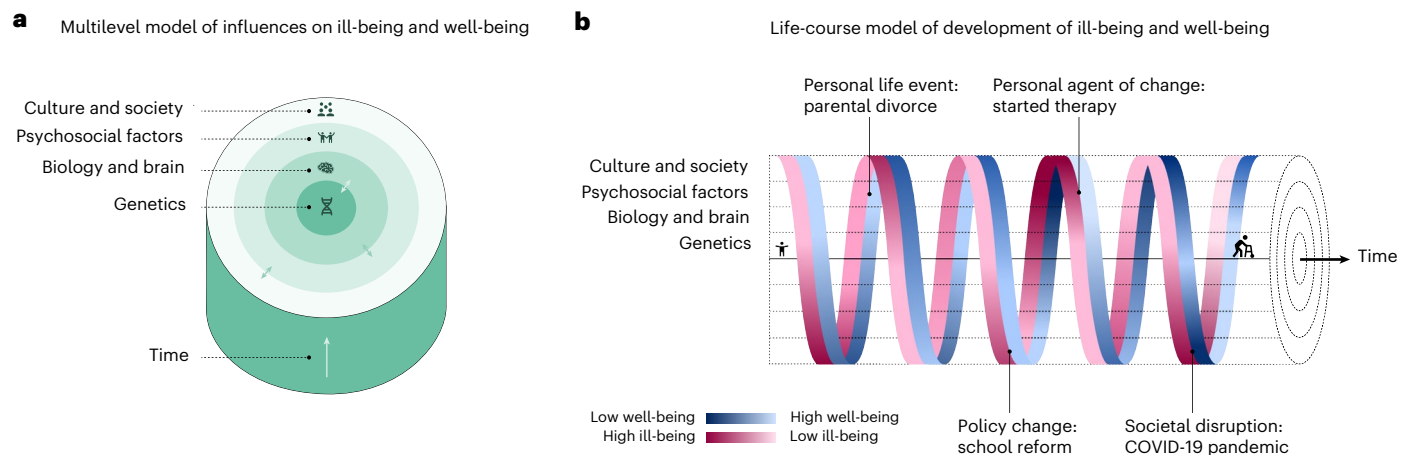 a
Multilevel model of influences on ill-being and well-being
Culture and society
Psychosocial factors
Biology and brain
Genetics
Time
b
Life-course model of development of ill-being and well-being
Personal life event:
parental divorce
Personal agent of change:
started therapy
Culture and society
Psychosocial factors
Biology and brain
Genetics
Time
Low well-being
High well-being
High ill-being
Low ill-being
Policy change:
school reform
Societal disruption:
COVID-19 pandemic